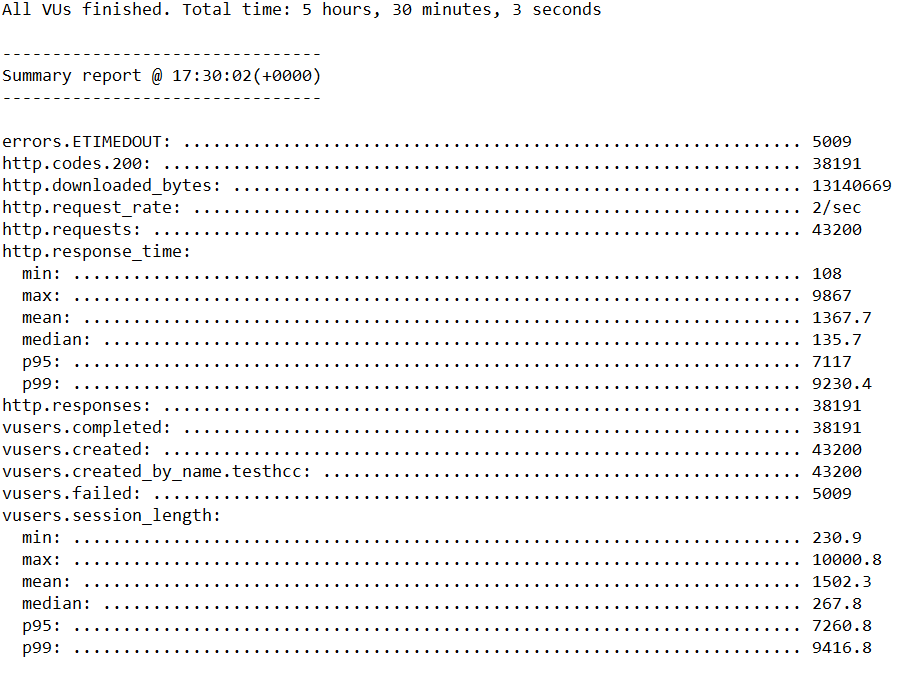 All VUs finished. Total time: 5 hours, 30 minutes, 3 seconds
--------------------------------
Summary report @ 17:30:02(+0000)
--------------------------------
errors.ETIMEDOUT: .............................................................. 5009
http.codes.200: ................................................................ 38191
http.downloaded_bytes: ......................................................... 13140669
http.request_rate: ............................................................. 2/sec
http.requests: ................................................................. 43200
http.response_time:
  min: ......................................................................... 108
  max: ......................................................................... 9867
  mean: ........................................................................ 1367.7
  median: ...................................................................... 135.7
  p95: ......................................................................... 7117
  p99: ......................................................................... 9230.4
http.responses: ................................................................ 38191
vusers.completed: .............................................................. 38191
vusers.created: ................................................................ 43200
vusers.created_by_name.testhcc: ................................................ 43200
vusers.failed: ................................................................. 5009
vusers.session_length:
  min: ......................................................................... 230.9
  max: ......................................................................... 10000.8
  mean: ........................................................................ 1502.3
  median: ...................................................................... 267.8
  p95: ......................................................................... 7260.8
  p99: ......................................................................... 9416.8